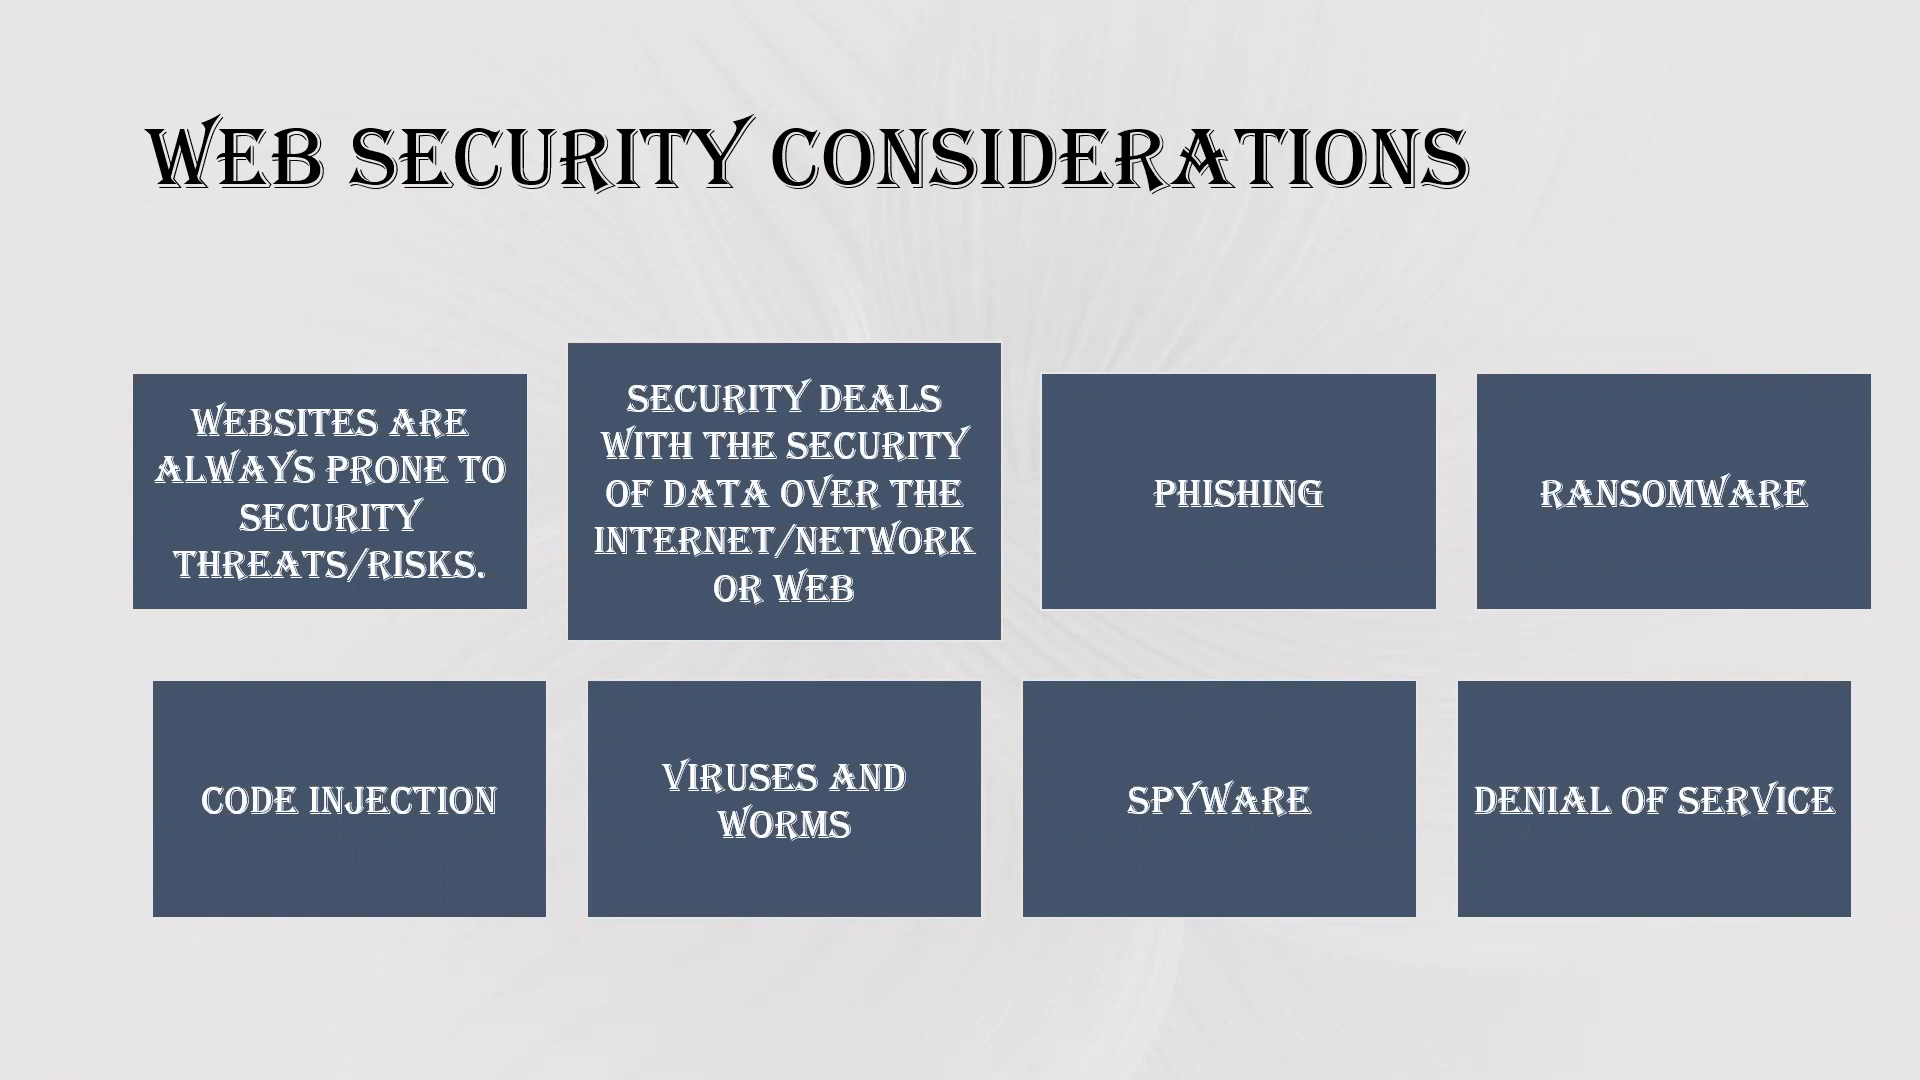 WEB SECURITY CONSIDERATIONS
WEBSITES ARE
ALWAYS PRONE TO
SECURITY
THREATS/RISKS.
SECURITY DEALS
WITH THE SECURITY
OF DATA OVER THE
INTERNET/NETWORK
OR WEB
PHISHING
RANSOMWARE
CODE INJECTION
VIRUSES AND
WORMS
SPYWARE
DENIAL OF SERVICE